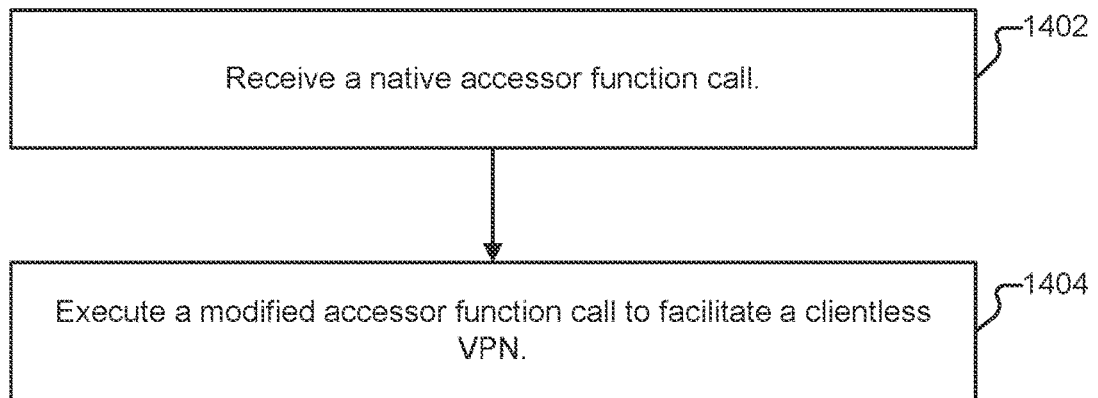 1402
Receive a native accessor function call.
1404
Execute a modified accessor function call to facilitate a clientless
VPN.